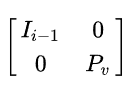 [ I_{i-1} 0
0 P_v ]